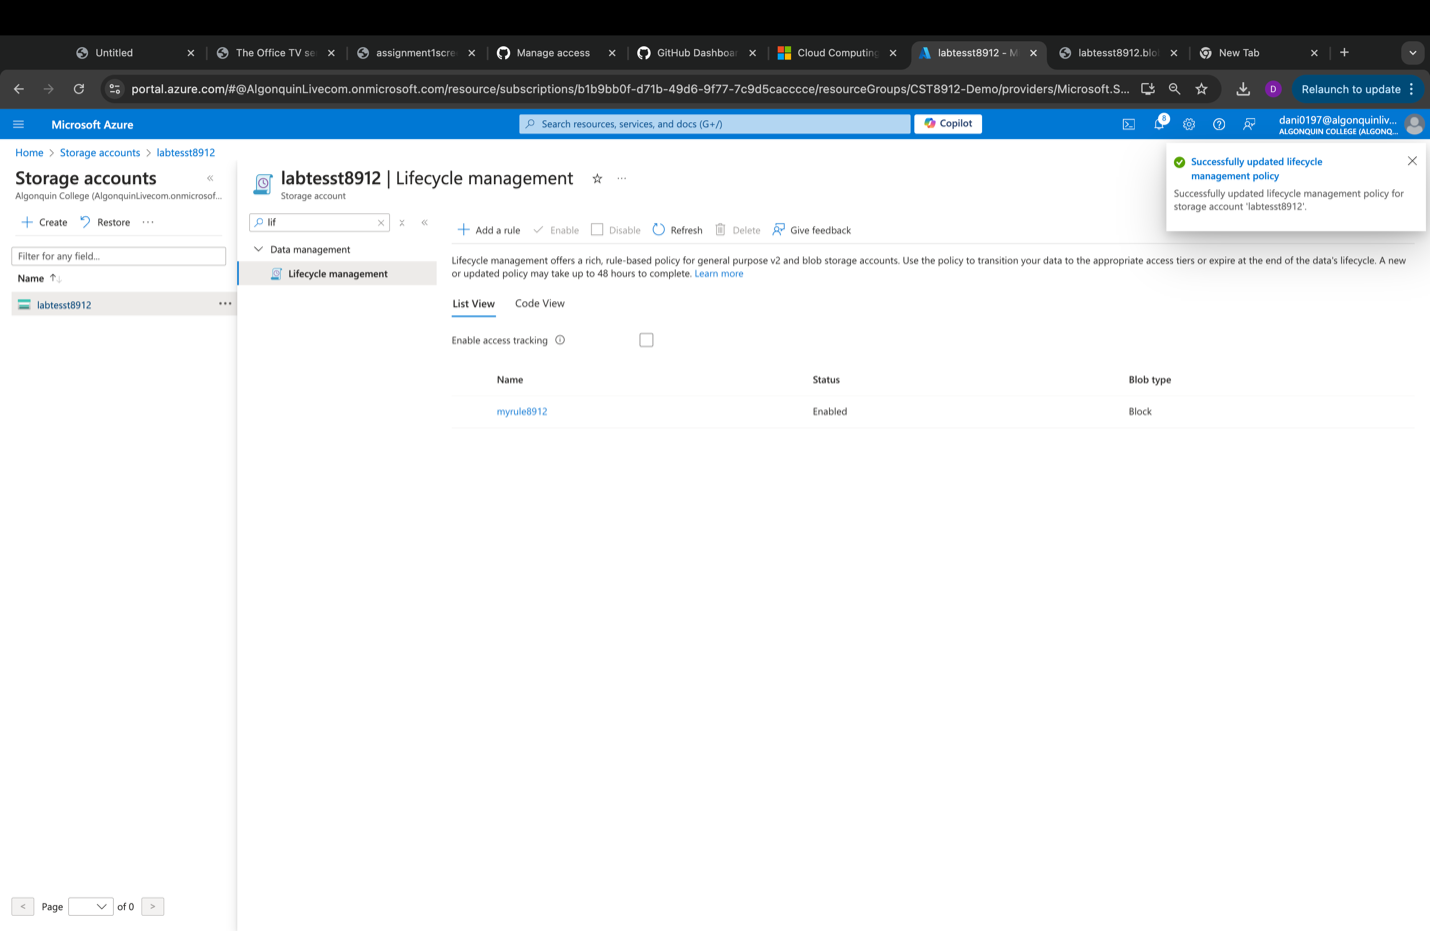 Untitled
The Office TV se
assignment1scre
Manage access
GitHub Dashboar
Cloud Computing
labtesst8912 - M
labtesst8912.blo
New Tab
portal.azure.com/#@AlgonquinLivecom.onmicrosoft.com/resource/subscriptions/b1b9bb0f-d71b-49d6-9f77-7c9d5cacccce/resourceGroups/CST8912-Demo/providers/Microsoft.S...
D
Relaunch to update
Microsoft Azure
Search resources, services, and docs (G+/)
Copilot
8
dani0197@algonquinliv...
ALGONQUIN COLLEGE (ALGONQ...
Home > Storage accounts > labtesst8912
Storage accounts
Algonquin College (AlgonquinLivecom.onmicrosof...
Create
Restore
Filter for any field...
Name
labtesst8912
Page of 0
labtesst8912 | Lifecycle management
Storage account
lif
Data management
Lifecycle management
Add a rule
Enable
Disable
Refresh
Delete
Give feedback
Lifecycle management offers a rich, rule-based policy for general purpose v2 and blob storage accounts. Use the policy to transition your data to the appropriate access tiers or expire at the end of the data's lifecycle. A new
or updated policy may take up to 48 hours to complete. Learn more
List View
Code View
Enable access tracking
Name Status Blob type
myrule8912 Enabled Block
Successfully updated lifecycle
management policy
Successfully updated lifecycle management policy for
storage account 'labtesst8912'.